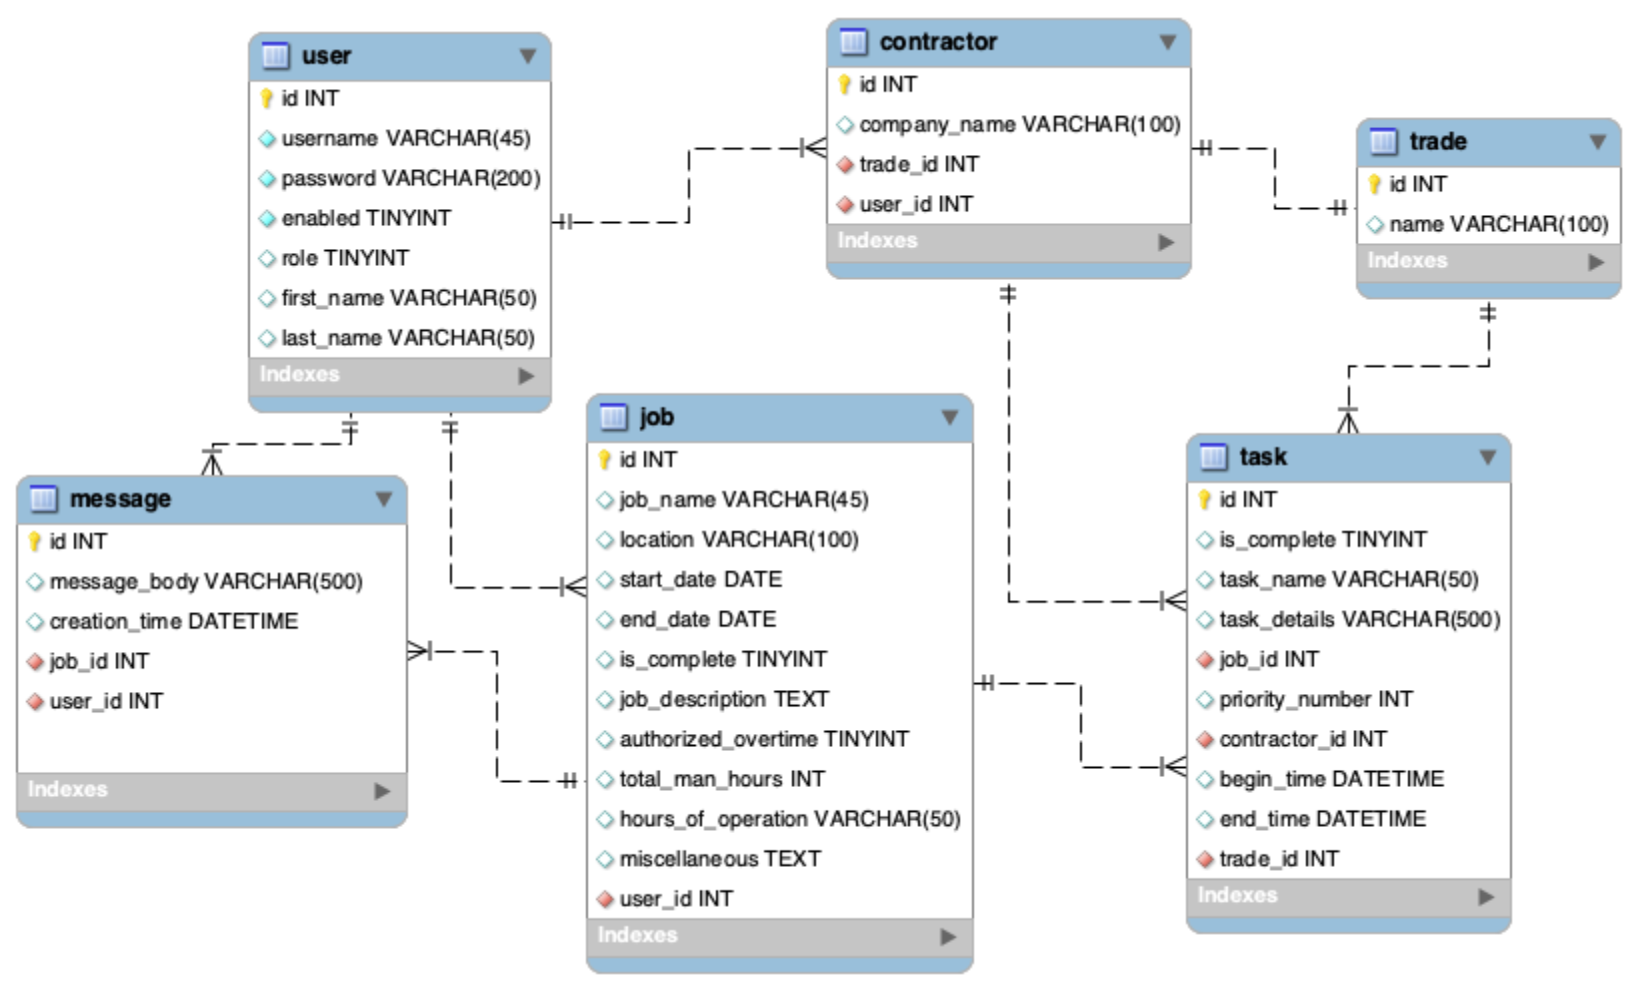 user
id INT
username VARCHAR(45)
password VARCHAR(200)
enabled TINYINT
role TINYINT
first_name VARCHAR(50)
last_name VARCHAR(50)
Indexes
contractor
id INT
company_name VARCHAR(100)
trade_id INT
user_id INT
Indexes
trade
id INT
name VARCHAR(100)
Indexes
message
id INT
message_body VARCHAR(500)
creation_time DATETIME
job_id INT
user_id INT
Indexes
job
id INT
job_name VARCHAR(45)
location VARCHAR(100)
start_date DATE
end_date DATE
is_complete TINYINT
job_description TEXT
authorized_overtime TINYINT
total_man_hours INT
hours_of_operation VARCHAR(50)
miscellaneous TEXT
user_id INT
Indexes
task
id INT
is_complete TINYINT
task_name VARCHAR(50)
task_details VARCHAR(500)
job_id INT
priority_number INT
contractor_id INT
begin_time DATETIME
end_time DATETIME
trade_id INT
Indexes